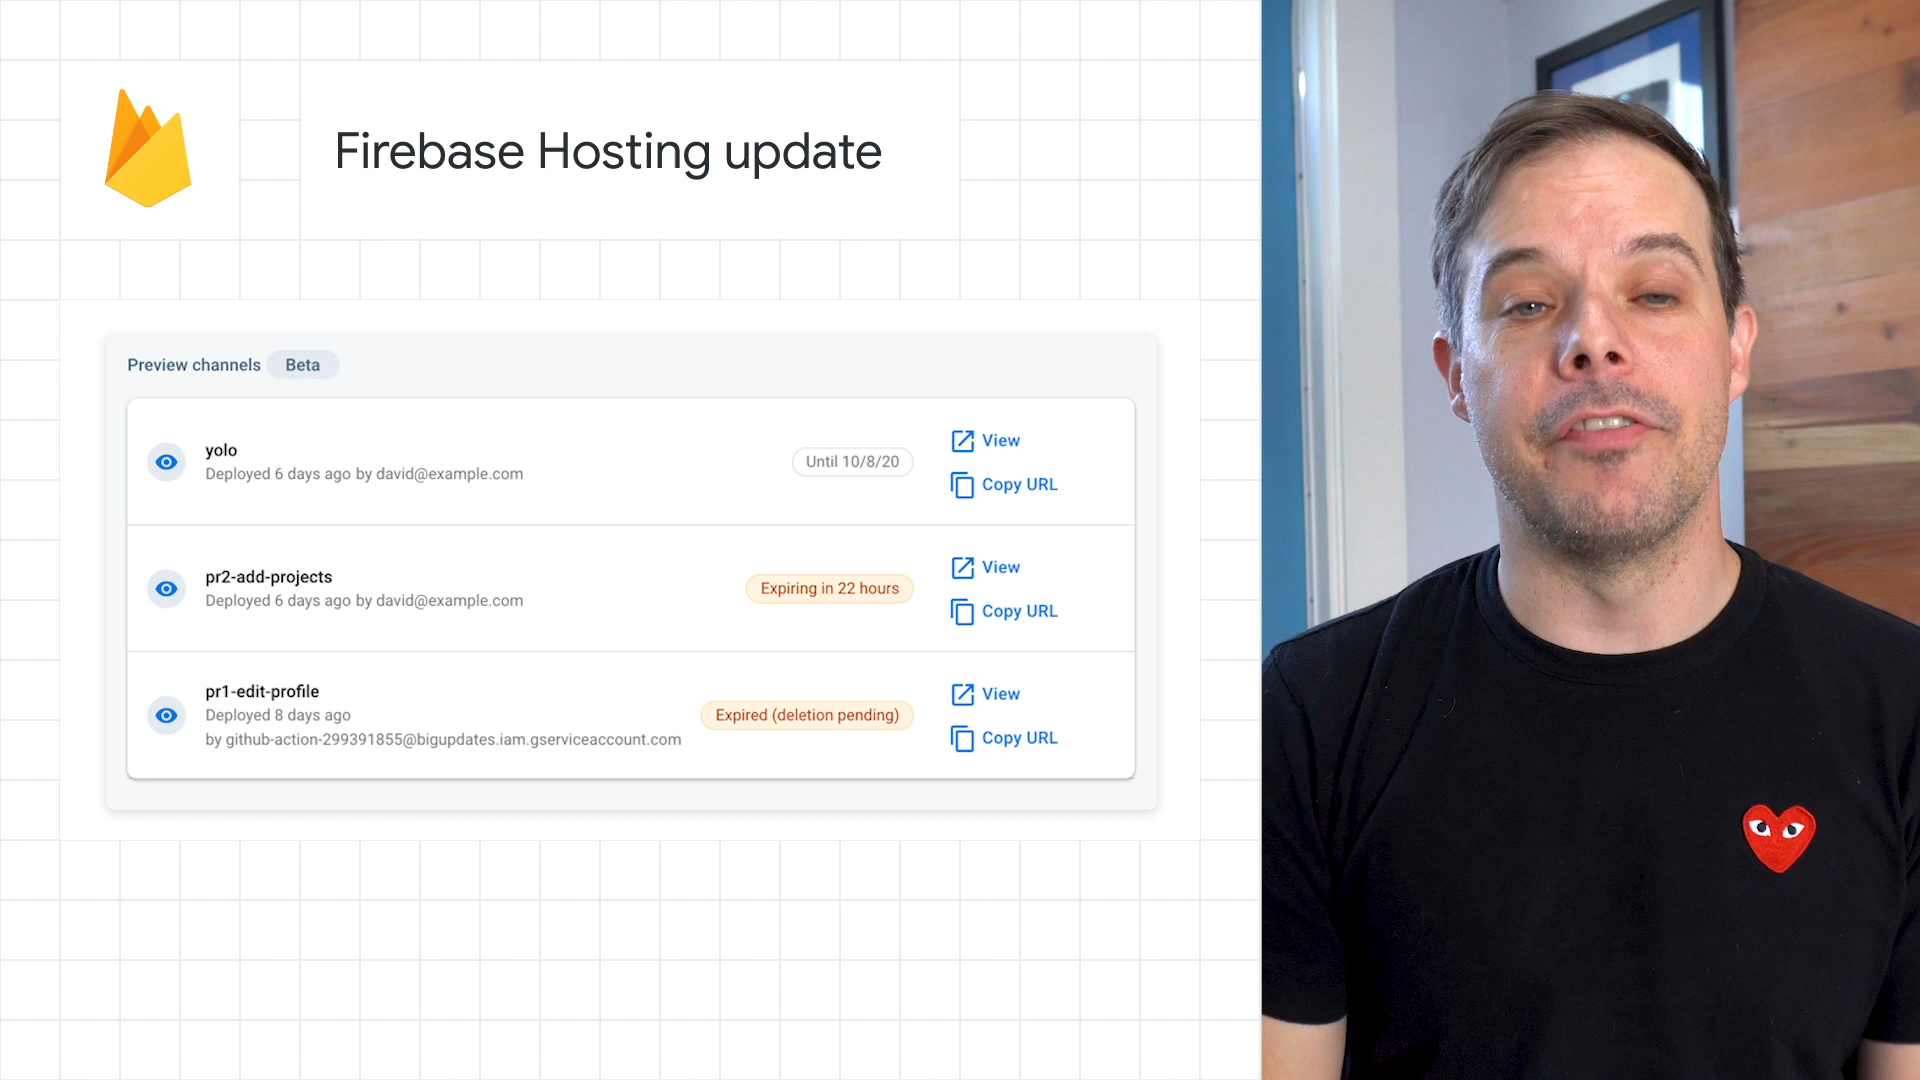 Firebase Hosting update
Preview channels Beta
yolo
Deployed 6 days ago by david@example.com
Until 10/8/20
View
Copy URL
pr2-add-projects
Deployed 6 days ago by david@example.com
Expiring in 22 hours
View
Copy URL
pr1-edit-profile
Deployed 8 days ago
by github-action-299391855@bigupdates.iam.gserviceaccount.com
Expired (deletion pending)
View
Copy URL